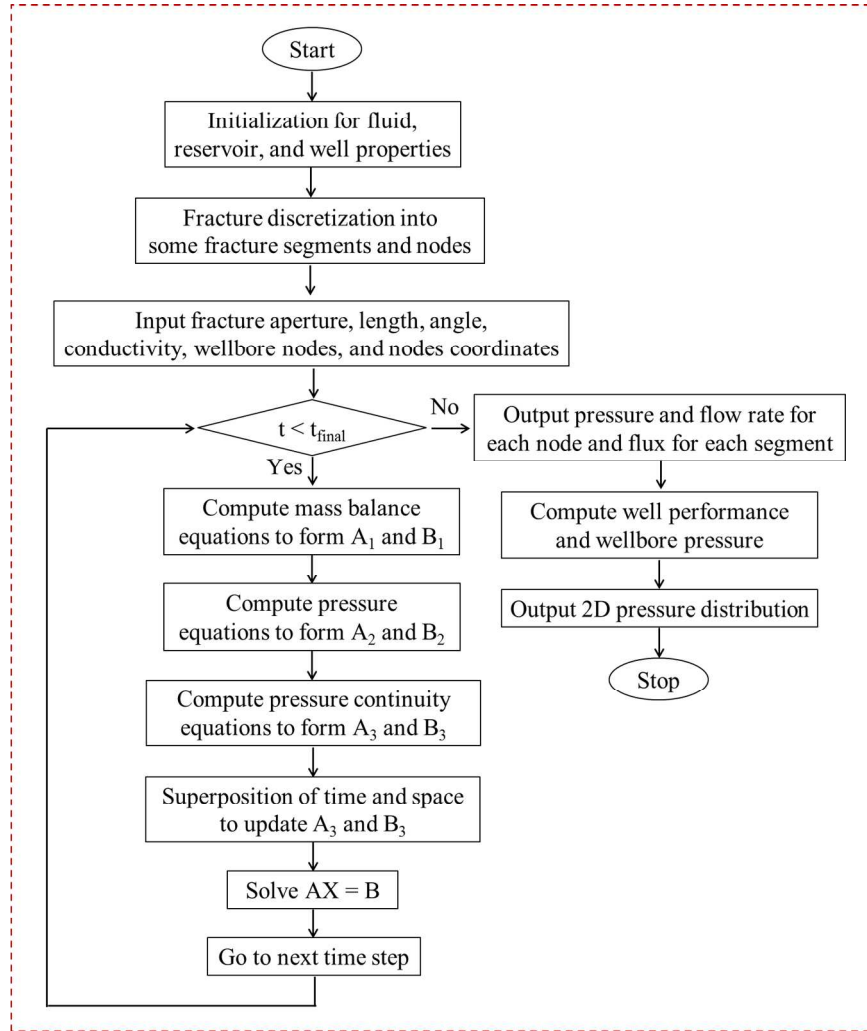 Start
Initialization for fluid,
reservoir, and well properties
Fracture discretization into
some fracture segments and nodes
Input fracture aperture, length, angle,
conductivity, wellbore nodes, and nodes coordinates
t < t_final
No
Yes
Output pressure and flow rate for
each node and flux for each segment
Compute well performance
and wellbore pressure
Output 2D pressure distribution
Stop
Compute mass balance
equations to form A₁ and B₁
Compute pressure
equations to form A₂ and B₂
Compute pressure continuity
equations to form A₃ and B₃
Superposition of time and space
to update A₃ and B₃
Solve AX = B
Go to next time step